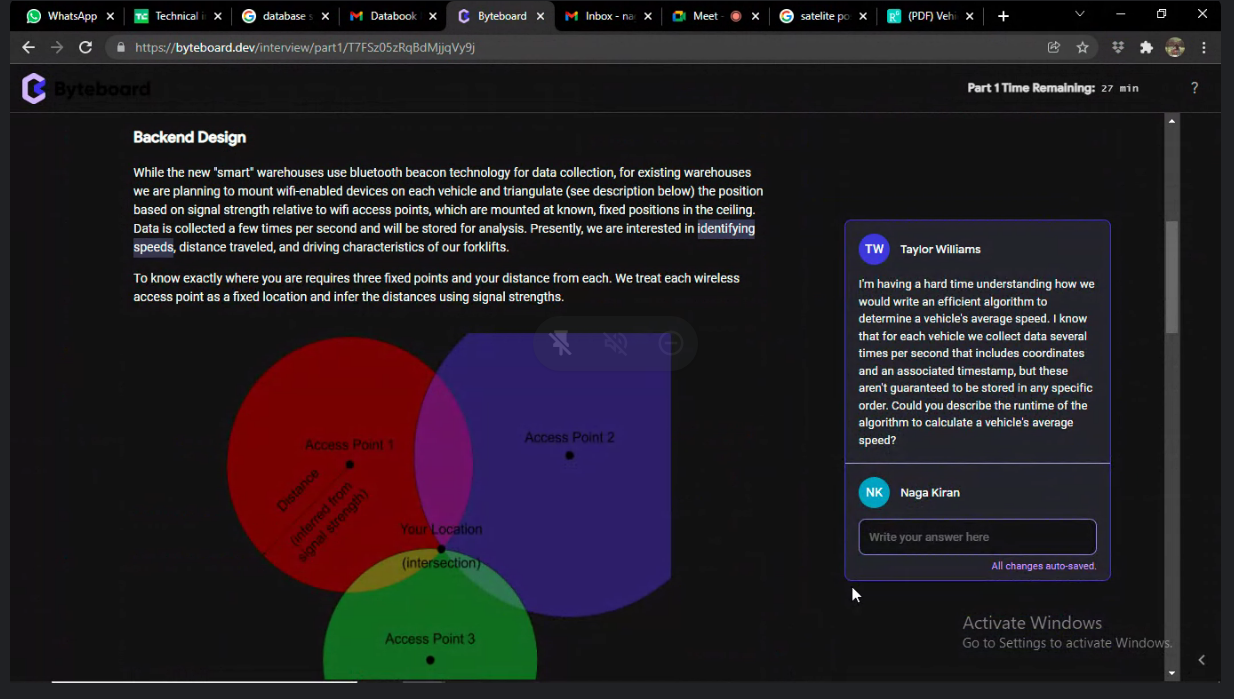 WhatsApp
Technical i
database s
Databook
Byteboard
Inbox - na
Meet -
satelite po
(PDF) Vehi
https://byteboard.dev/interview/part1/T7FSz05zRqBdMjjqVy9j
Byteboard
Part 1 Time Remaining: 27 min
?
Backend Design
While the new "smart" warehouses use bluetooth beacon technology for data collection, for existing warehouses
we are planning to mount wifi-enabled devices on each vehicle and triangulate (see description below) the position
based on signal strength relative to wifi access points, which are mounted at known, fixed positions in the ceiling.
Data is collected a few times per second and will be stored for analysis. Presently, we are interested in identifying
speeds, distance traveled, and driving characteristics of our forklifts.
To know exactly where you are requires three fixed points and your distance from each. We treat each wireless
access point as a fixed location and infer the distances using signal strengths.
Access Point 1
Distance
(inferred from
signal strength)
Access Point 2
Your Location
(intersection)
Access Point 3
TW
Taylor Williams
I'm having a hard time understanding how we
would write an efficient algorithm to
determine a vehicle's average speed. I know
that for each vehicle we collect data several
times per second that includes coordinates
and an associated timestamp, but these
aren't guaranteed to be stored in any specific
order. Could you describe the runtime of the
algorithm to calculate a vehicle's average
speed?
NK
Naga Kiran
Write your answer here
All changes auto-saved.
Activate Windows
Go to Settings to activate Windows.